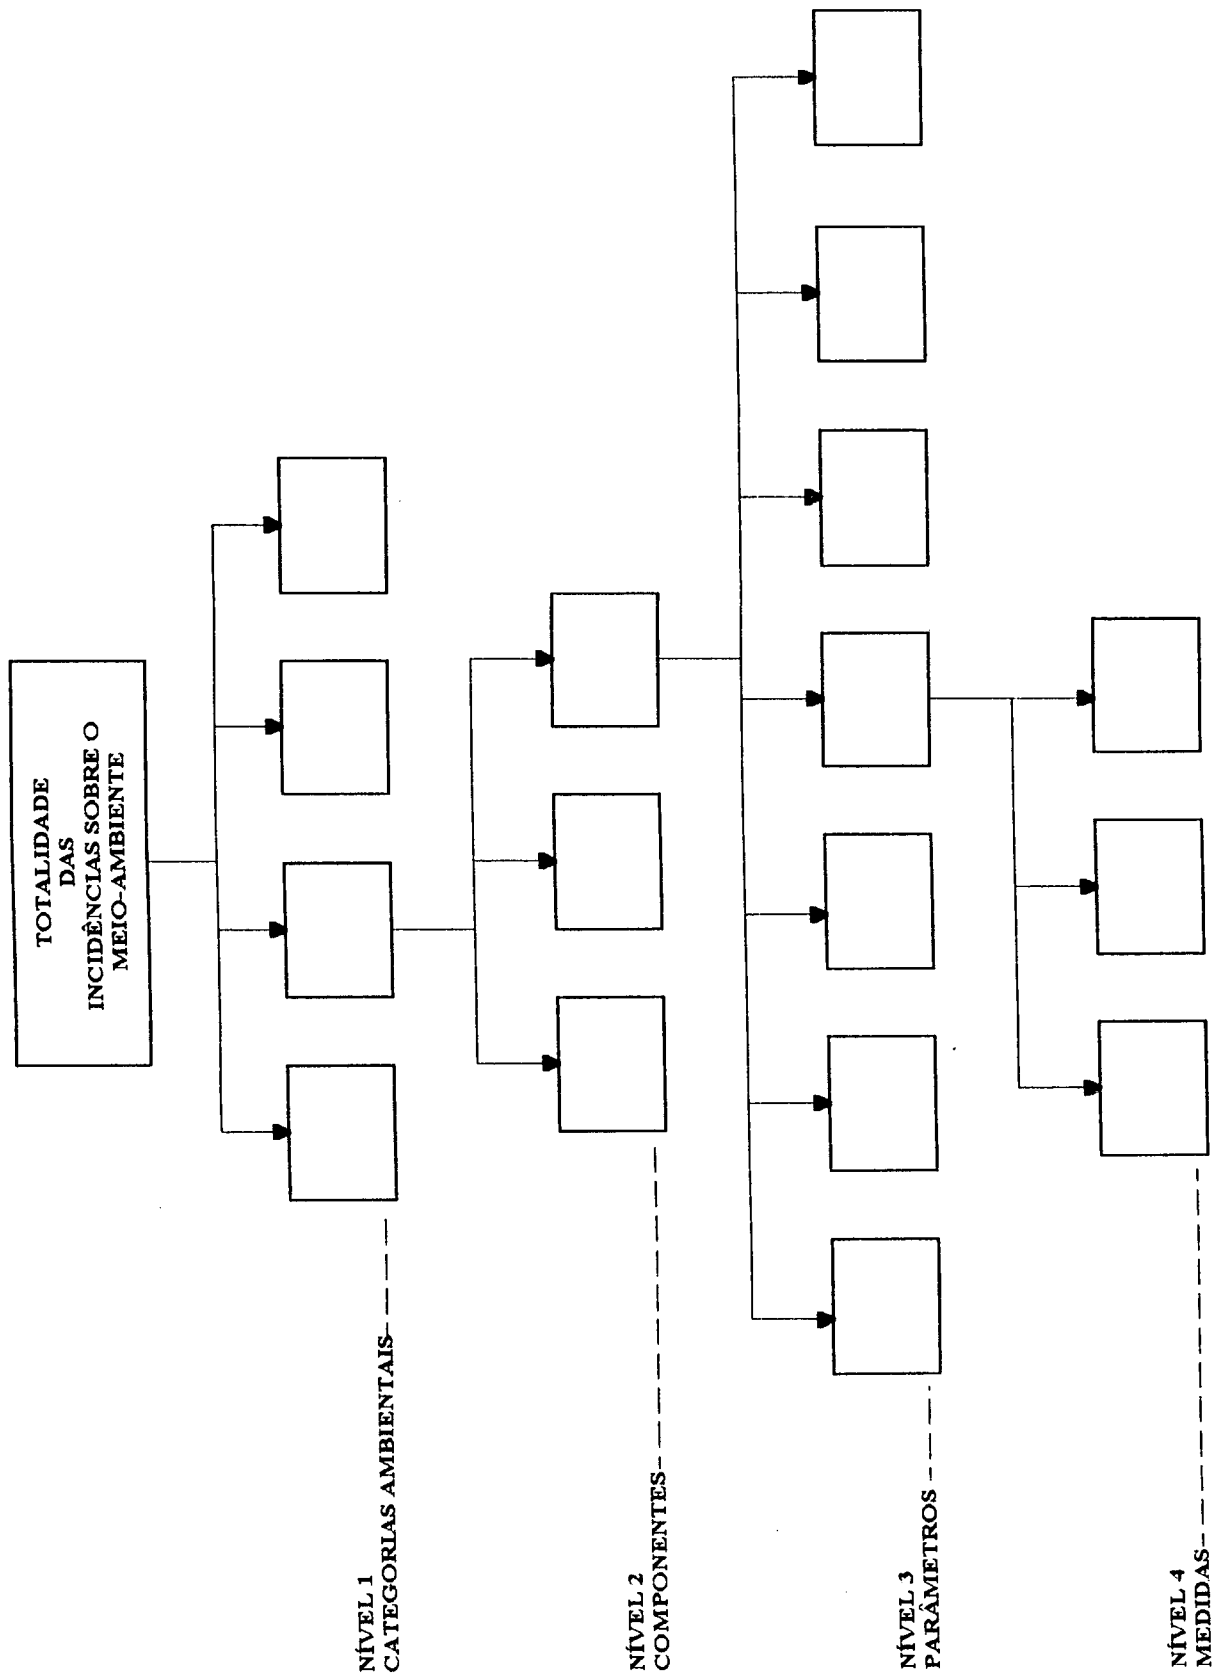 TOTALIDADE
DAS
INCIDÊNCIAS SOBRE O
MEIO-AMBIENTE
NÍVEL 1
CATEGORIAS AMBIENTAIS
NÍVEL 2
COMPONENTES
NÍVEL 3
PARÂMETROS
NÍVEL 4
MEDIDAS